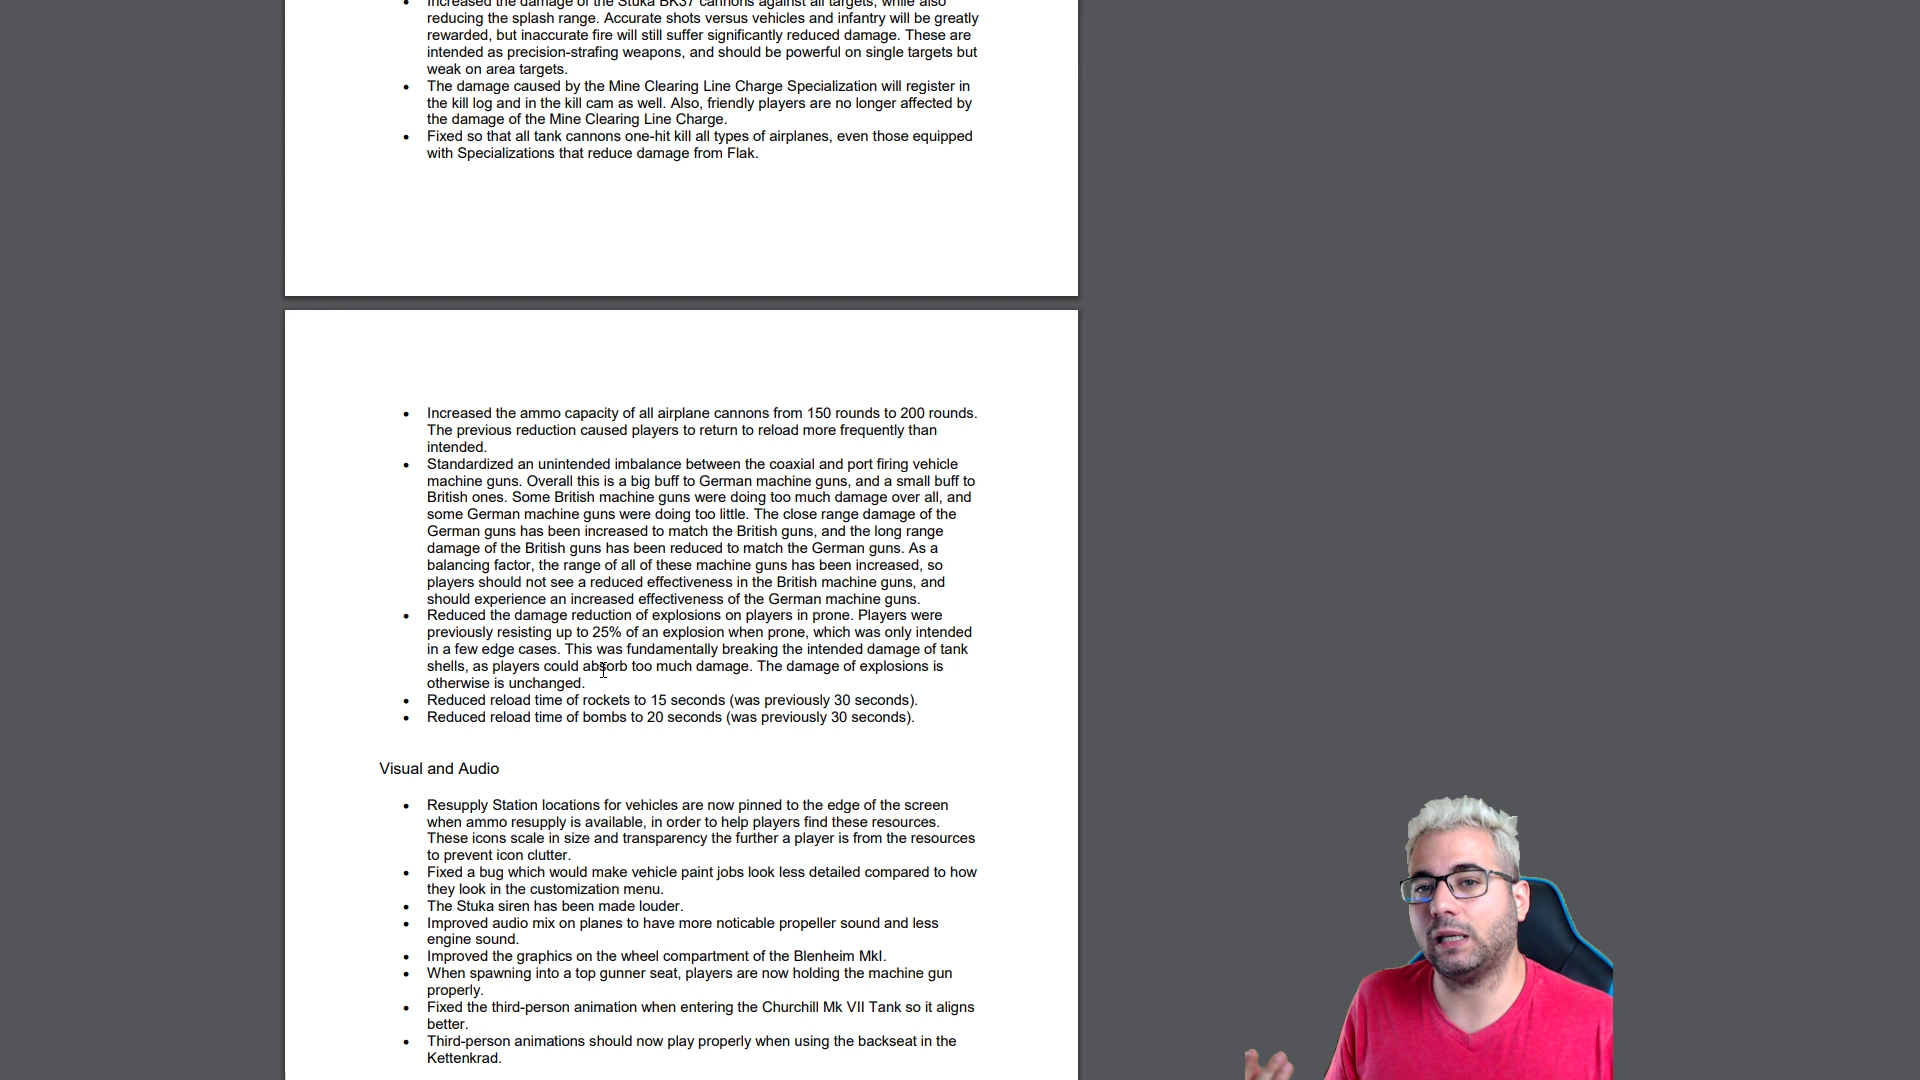 Increased the damage of the Stuka BK37 cannons against all targets, while also
reducing the splash range. Accurate shots versus vehicles and infantry will be greatly
rewarded, but inaccurate fire will still suffer significantly reduced damage. These are
intended as precision-strafing weapons, and should be powerful on single targets but
weak on area targets.
The damage caused by the Mine Clearing Line Charge Specialization will register in
the kill log and in the kill cam as well. Also, friendly players are no longer affected by
the damage of the Mine Clearing Line Charge.
Fixed so that all tank cannons one-hit kill all types of airplanes, even those equipped
with Specializations that reduce damage from Flak.
Increased the ammo capacity of all airplane cannons from 150 rounds to 200 rounds.
The previous reduction caused players to return to reload more frequently than
intended.
Standardized an unintended imbalance between the coaxial and port firing vehicle
machine guns. Overall this is a big buff to German machine guns, and a small buff to
British ones. Some British machine guns were doing too much damage over all, and
some German machine guns were doing too little. The close range damage of the
German guns has been increased to match the British guns, and the long range
damage of the British guns has been reduced to match the German guns. As a
balancing factor, the range of all of these machine guns has been increased, so
players should not see a reduced effectiveness in the British machine guns, and
should experience an increased effectiveness of the German machine guns.
Reduced the damage reduction of explosions on players in prone. Players were
previously resisting up to 25% of an explosion when prone, which was only intended
in a few edge cases. This was fundamentally breaking the intended damage of tank
shells, as players could absorb too much damage. The damage of explosions is
otherwise is unchanged.
Reduced reload time of rockets to 15 seconds (was previously 30 seconds).
Reduced reload time of bombs to 20 seconds (was previously 30 seconds).
Visual and Audio
Resupply Station locations for vehicles are now pinned to the edge of the screen
when ammo resupply is available, in order to help players find these resources.
These icons scale in size and transparency the further a player is from the resources
to prevent icon clutter.
Fixed a bug which would make vehicle paint jobs look less detailed compared to how
they look in the customization menu.
The Stuka siren has been made louder.
Improved audio mix on planes to have more noticable propeller sound and less
engine sound.
Improved the graphics on the wheel compartment of the Blenheim MkI.
When spawning into a top gunner seat, players are now holding the machine gun
properly.
Fixed the third-person animation when entering the Churchill Mk VII Tank so it aligns
better.
Third-person animations should now play properly when using the backseat in the
Kettenkrad.